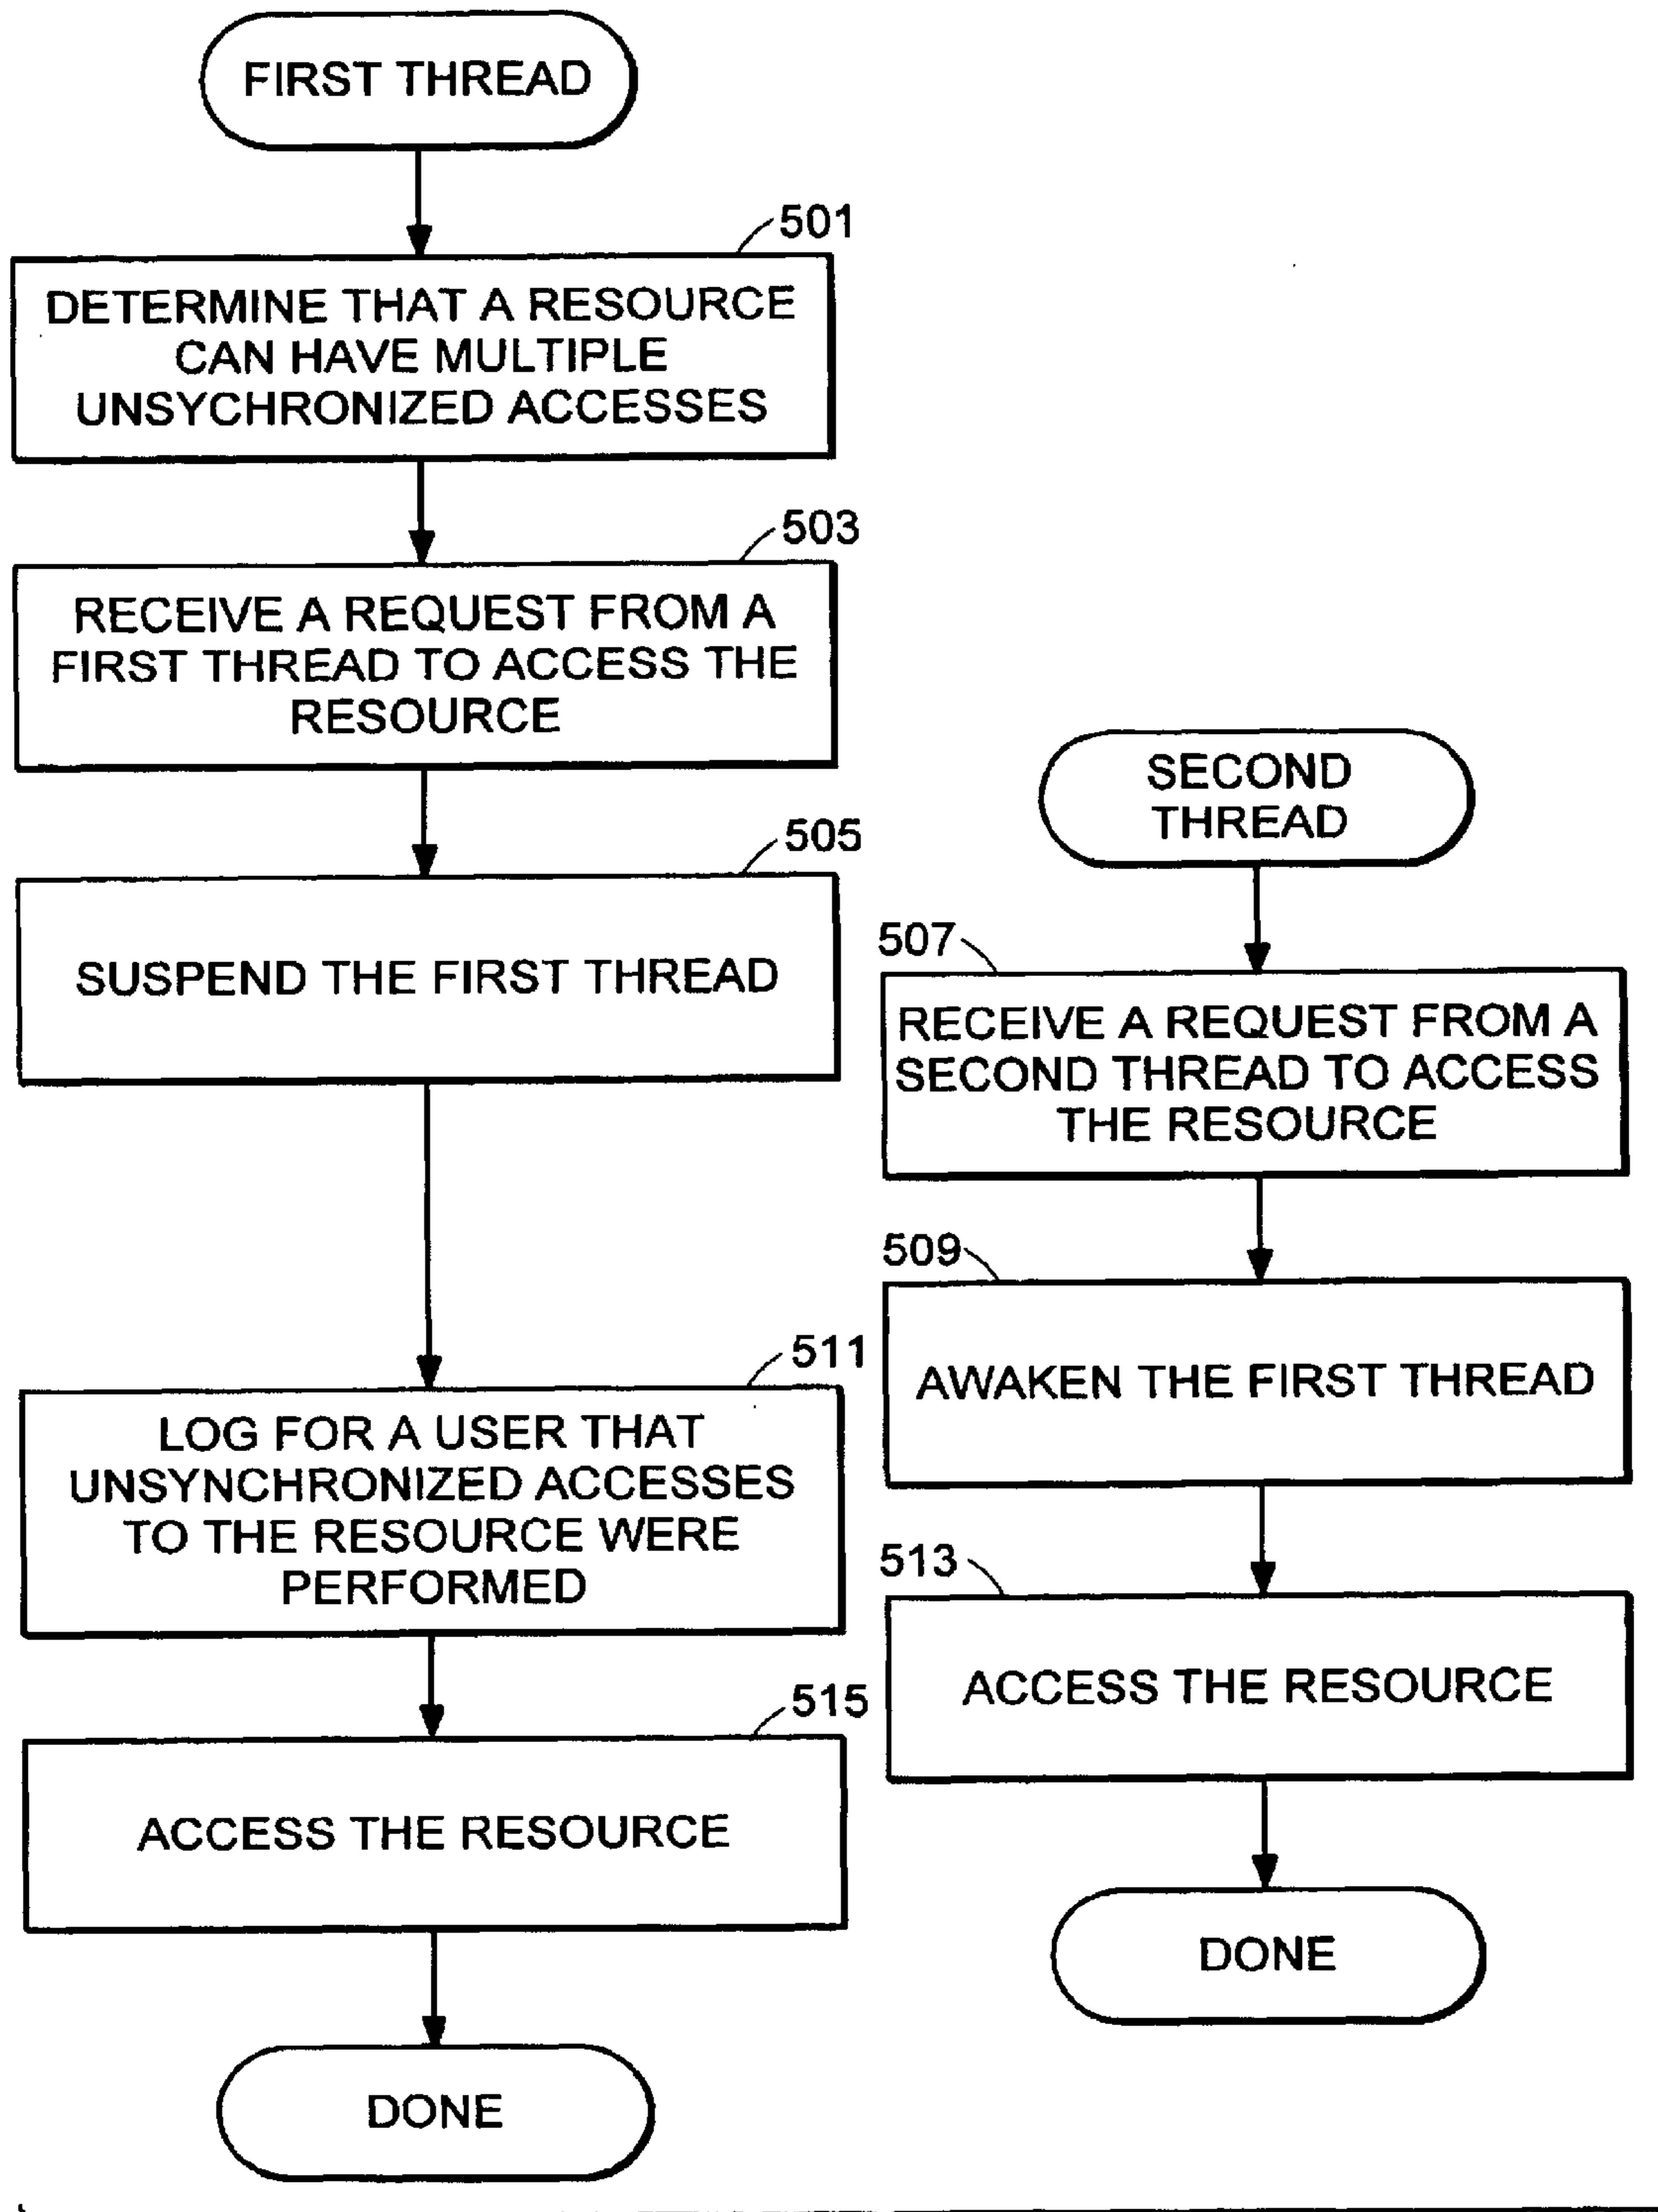 FIRST THREAD
501
DETERMINE THAT A RESOURCE
CAN HAVE MULTIPLE
UNSYCHRONIZED ACCESSES
503
RECEIVE A REQUEST FROM A
FIRST THREAD TO ACCESS THE
RESOURCE
505
SUSPEND THE FIRST THREAD
511
LOG FOR A USER THAT
UNSYNCHRONIZED ACCESSES
TO THE RESOURCE WERE
PERFORMED
515
ACCESS THE RESOURCE
DONE
SECOND
THREAD
507
RECEIVE A REQUEST FROM A
SECOND THREAD TO ACCESS
THE RESOURCE
509
AWAKEN THE FIRST THREAD
513
ACCESS THE RESOURCE
DONE